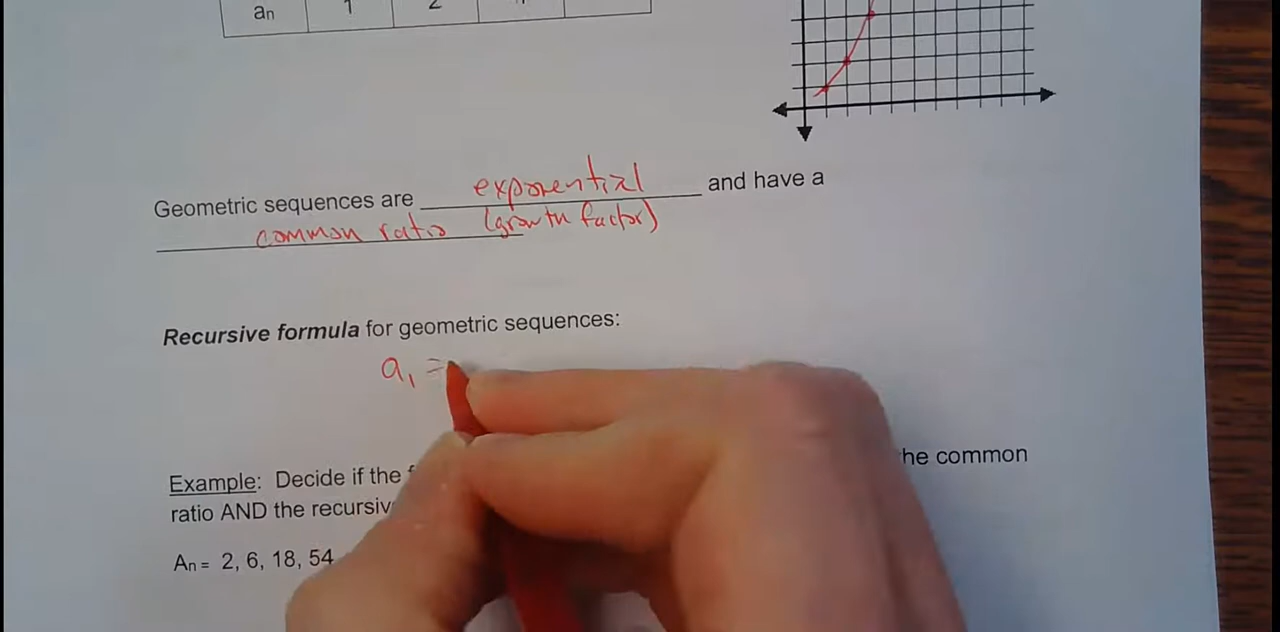 an 1 2
Geometric sequences are exponential and have a
common ratio (growth factor)
Recursive formula for geometric sequences:
a₁ =
Example: Decide if the he common
ratio AND the recursiv
An = 2, 6, 18, 54